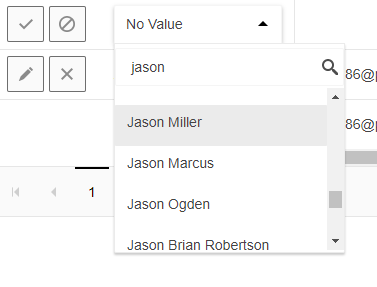 No Value
jason
86@
Jason Miller
86@
Jason Marcus
1
Jason Ogden
Jason Brian Robertson